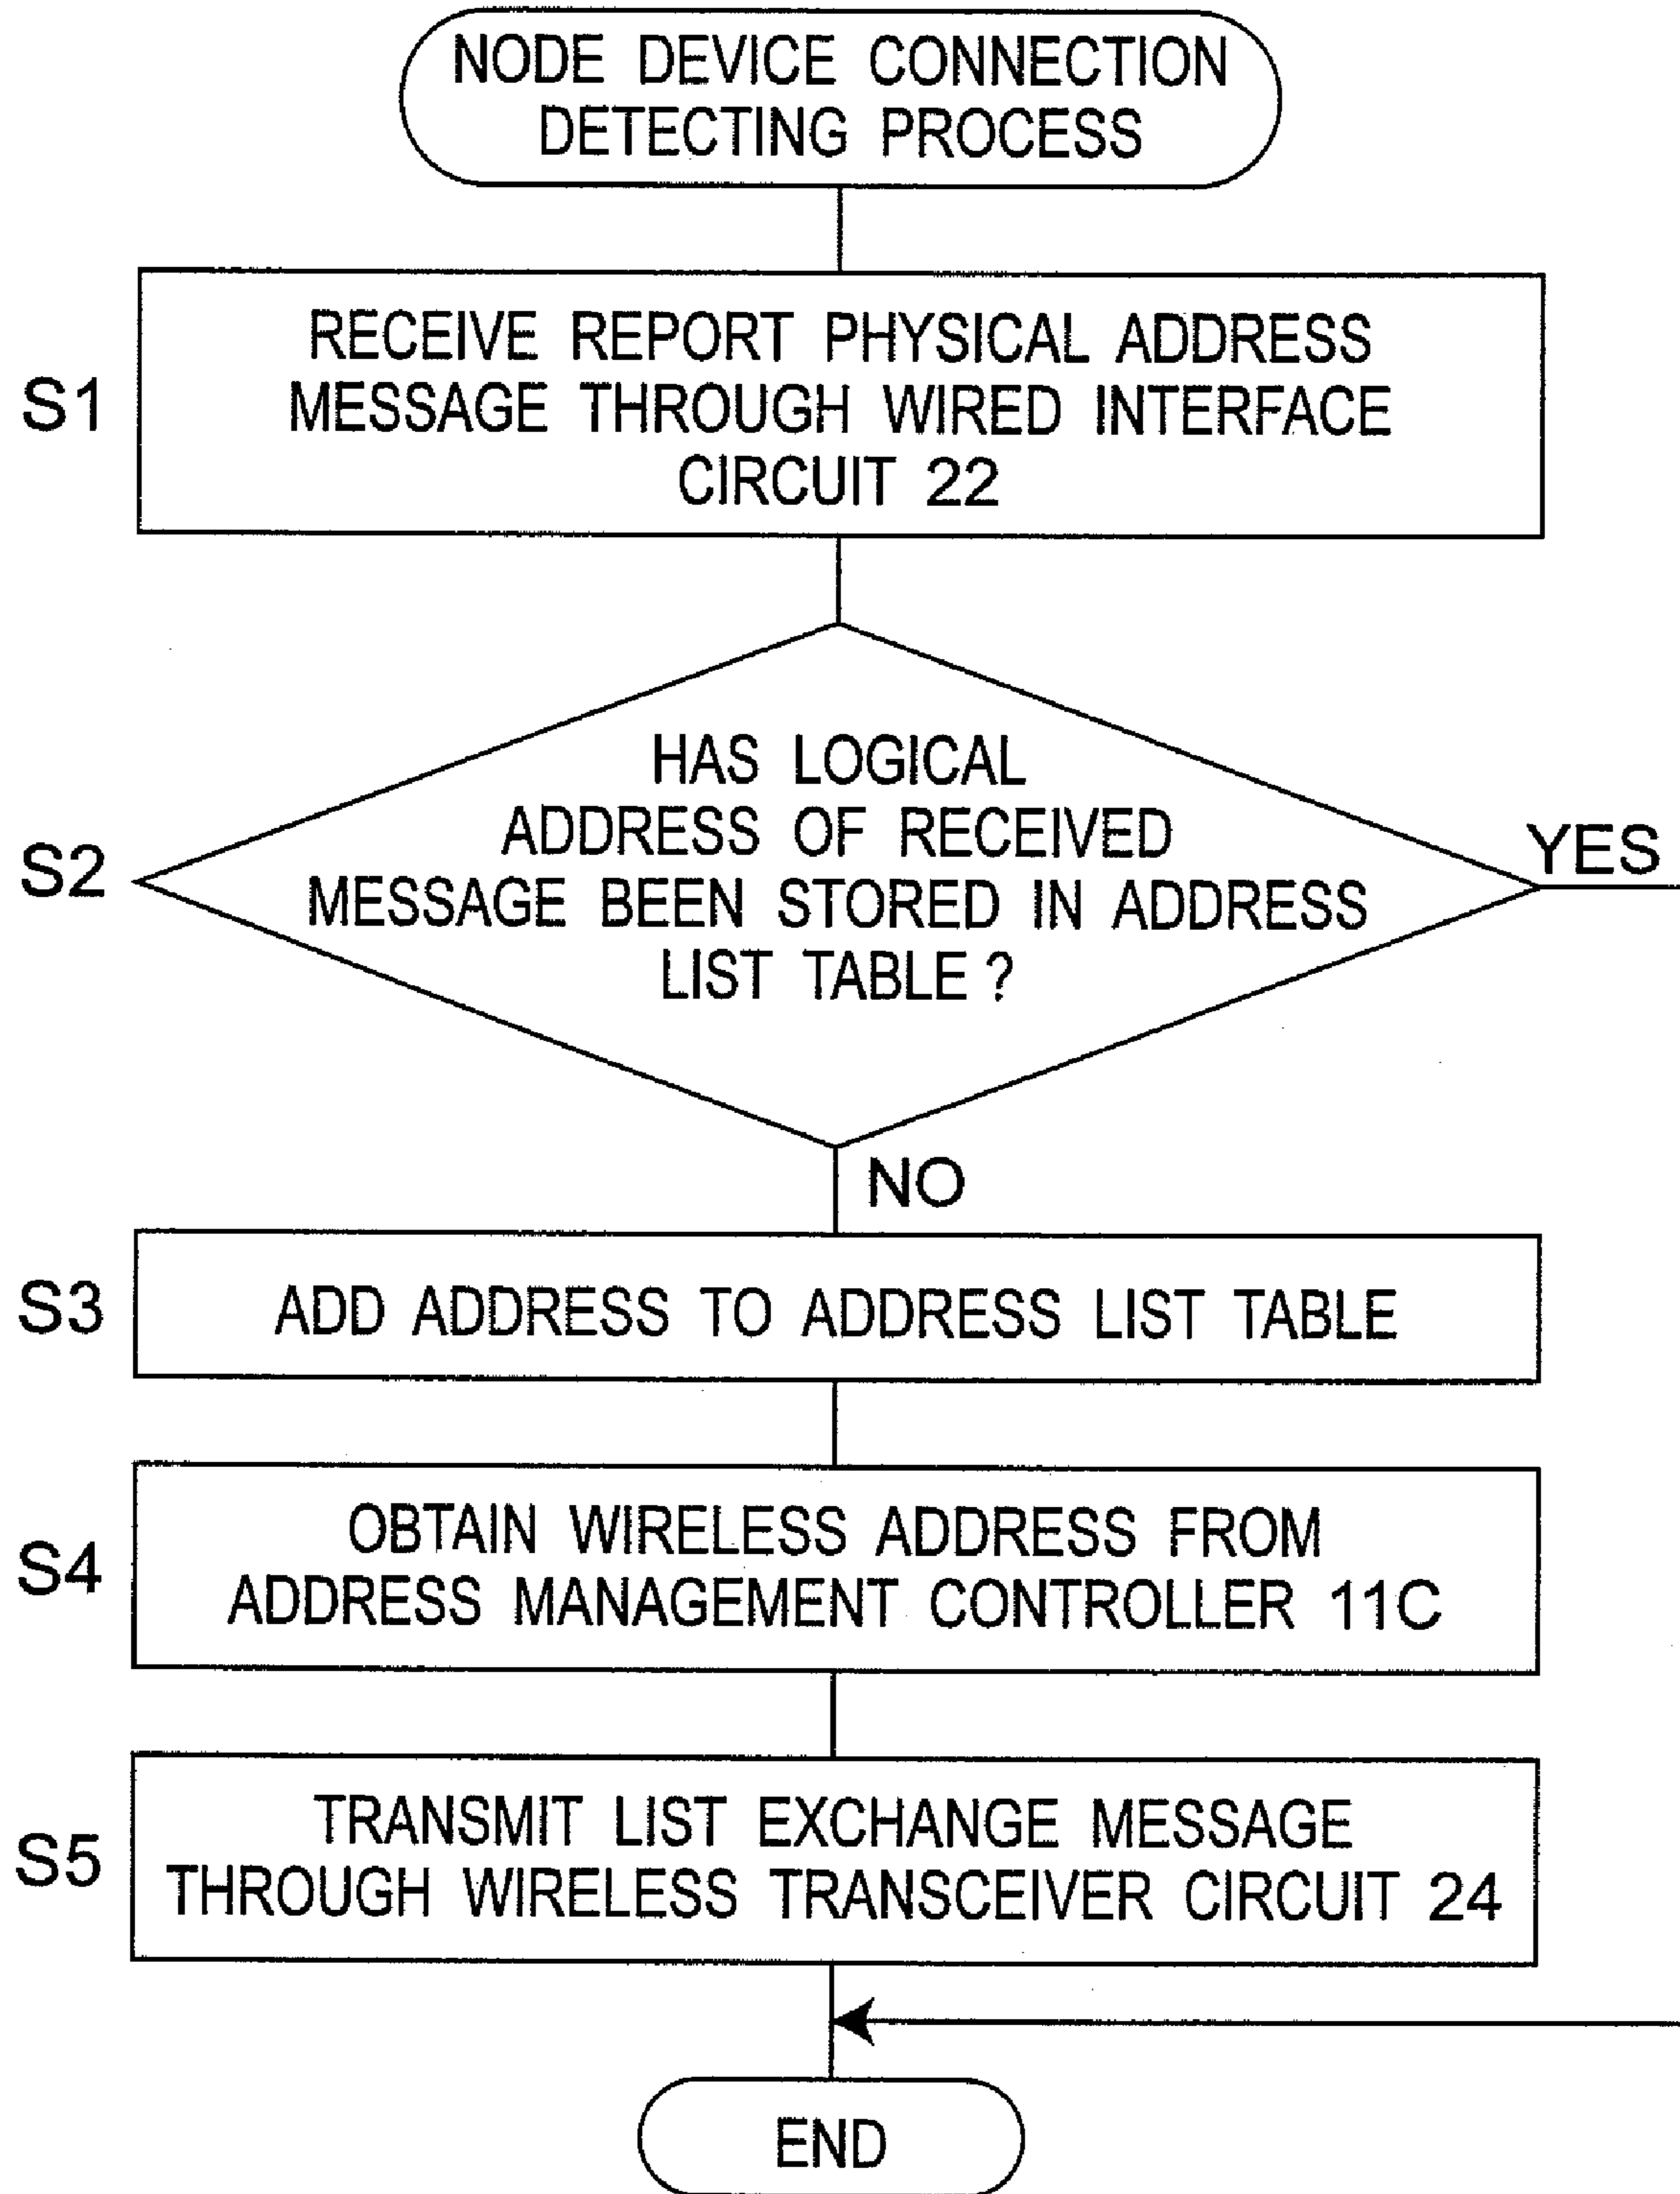 NODE DEVICE CONNECTION
DETECTING PROCESS
S1
RECEIVE REPORT PHYSICAL ADDRESS
MESSAGE THROUGH WIRED INTERFACE
CIRCUIT 22
S2
HAS LOGICAL
ADDRESS OF RECEIVED
MESSAGE BEEN STORED IN ADDRESS
LIST TABLE ?
YES
NO
S3
ADD ADDRESS TO ADDRESS LIST TABLE
S4
OBTAIN WIRELESS ADDRESS FROM
ADDRESS MANAGEMENT CONTROLLER 11C
S5
TRANSMIT LIST EXCHANGE MESSAGE
THROUGH WIRELESS TRANSCEIVER CIRCUIT 24
END